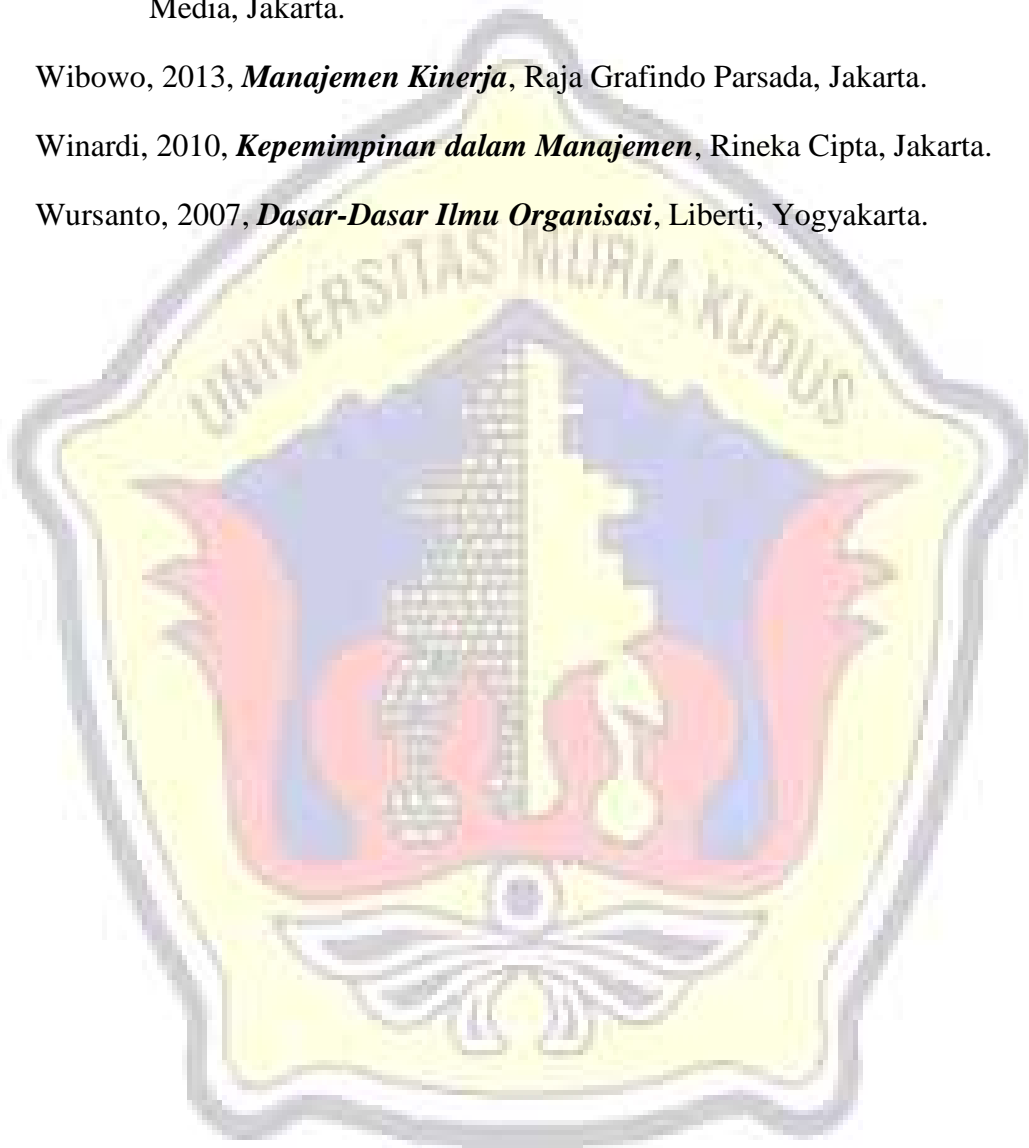 Media, Jakarta.
Wibowo, 2013, Manajemen Kinerja, Raja Grafindo Parsada, Jakarta.
Winardi, 2010, Kepemimpinan dalam Manajemen, Rineka Cipta, Jakarta.
Wursanto, 2007, Dasar-Dasar Ilmu Organisasi, Liberti, Yogyakarta.
UNIVERSITAS MURIA KUDUS